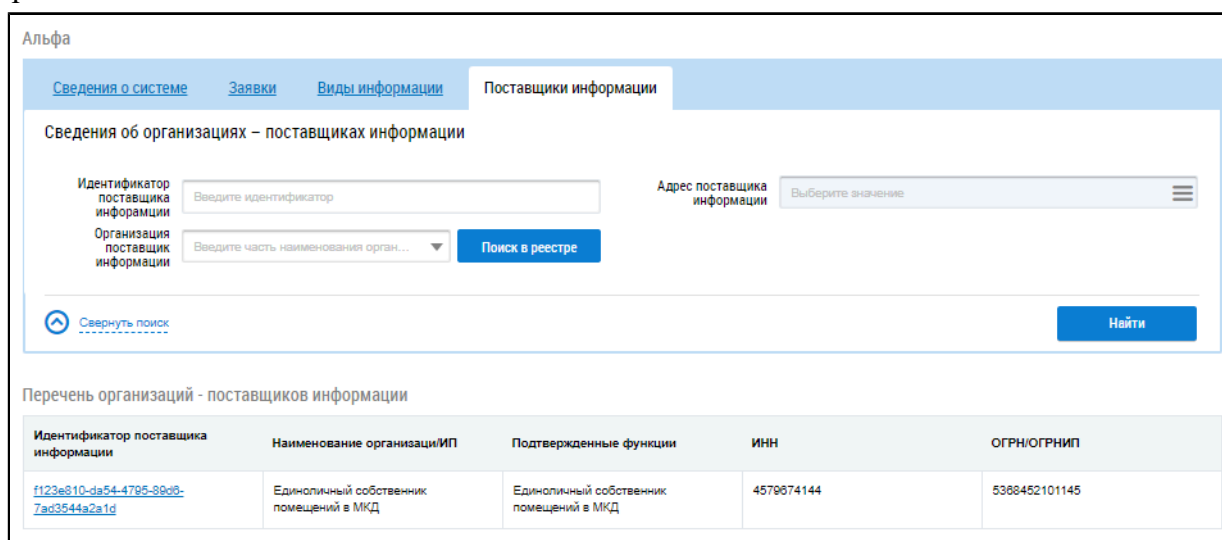 Альфа
Сведения о системе Заявки Виды информации Поставщики информации
Сведения об организациях – поставщиках информации
Идентификатор
поставщика
инфорамции
Введите идентификатор
Адрес поставщика
информации
Выберите значение
Организация
поставщик
информации
Введите часть наименования орган...
Поиск в реестре
Свернуть поиск
Найти
Перечень организаций - поставщиков информации
Идентификатор поставщика
информации
Наименование организаци/ИП
Подтвержденные функции
ИНН
ОГРН/ОГРНИП
f123e810-da54-4795-89d6-
7ad3544a2a1d
Единоличный собственник
помещений в МКД
Единоличный собственник
помещений в МКД
4579674144
5368452101145